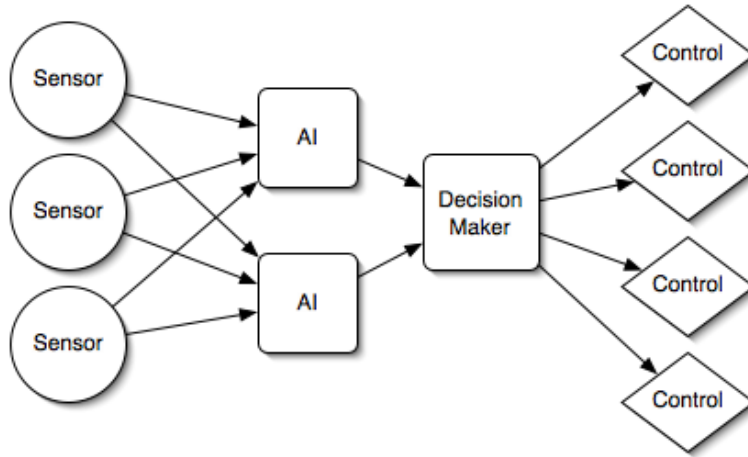 Sensor
Sensor
Sensor
AI
AI
Decision
Maker
Control
Control
Control
Control